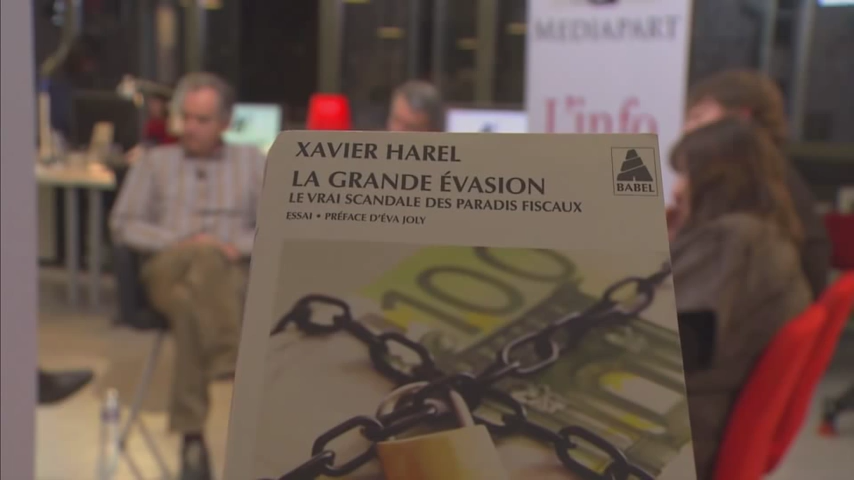 MEDIAPART
L'info
XAVIER HAREL
LA GRANDE ÉVASION
LE VRAI SCANDALE DES PARADIS FISCAUX
ESSAI • PRÉFACE D'ÉVA JOLY
BABEL
100